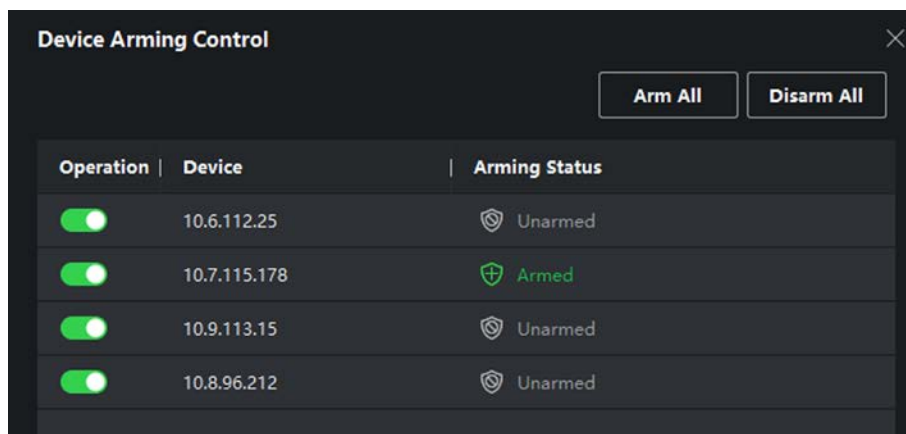 Device Arming Control
Arm All Disarm All
Operation | Device | Arming Status
10.6.112.25 Unarmed
10.7.115.178 Armed
10.9.113.15 Unarmed
10.8.96.212 Unarmed